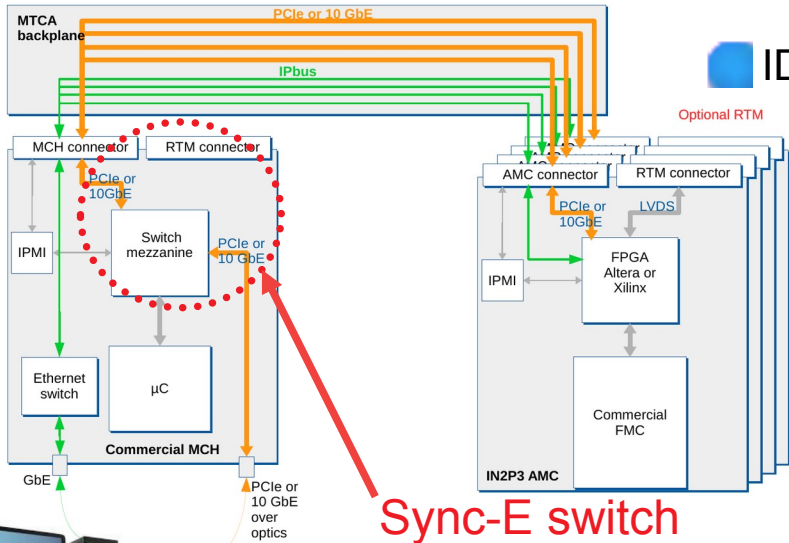 MTCA
backplane
PCIe or 10 GbE
IPbus
ID
Optional RTM
MCH connector
RTM connector
PCIe or
10GbE
IPMI
Switch
mezzanine
PCIe or
10 GbE
Ethernet
switch
µC
Commercial MCH
GbE
PCIe or
10 GbE
over
optics
AMC connector
RTM connector
PCIe or
10GbE
LVDS
IPMI
FPGA
Altera or
Xilinx
Commercial
FMC
IN2P3 AMC
Sync-E switch